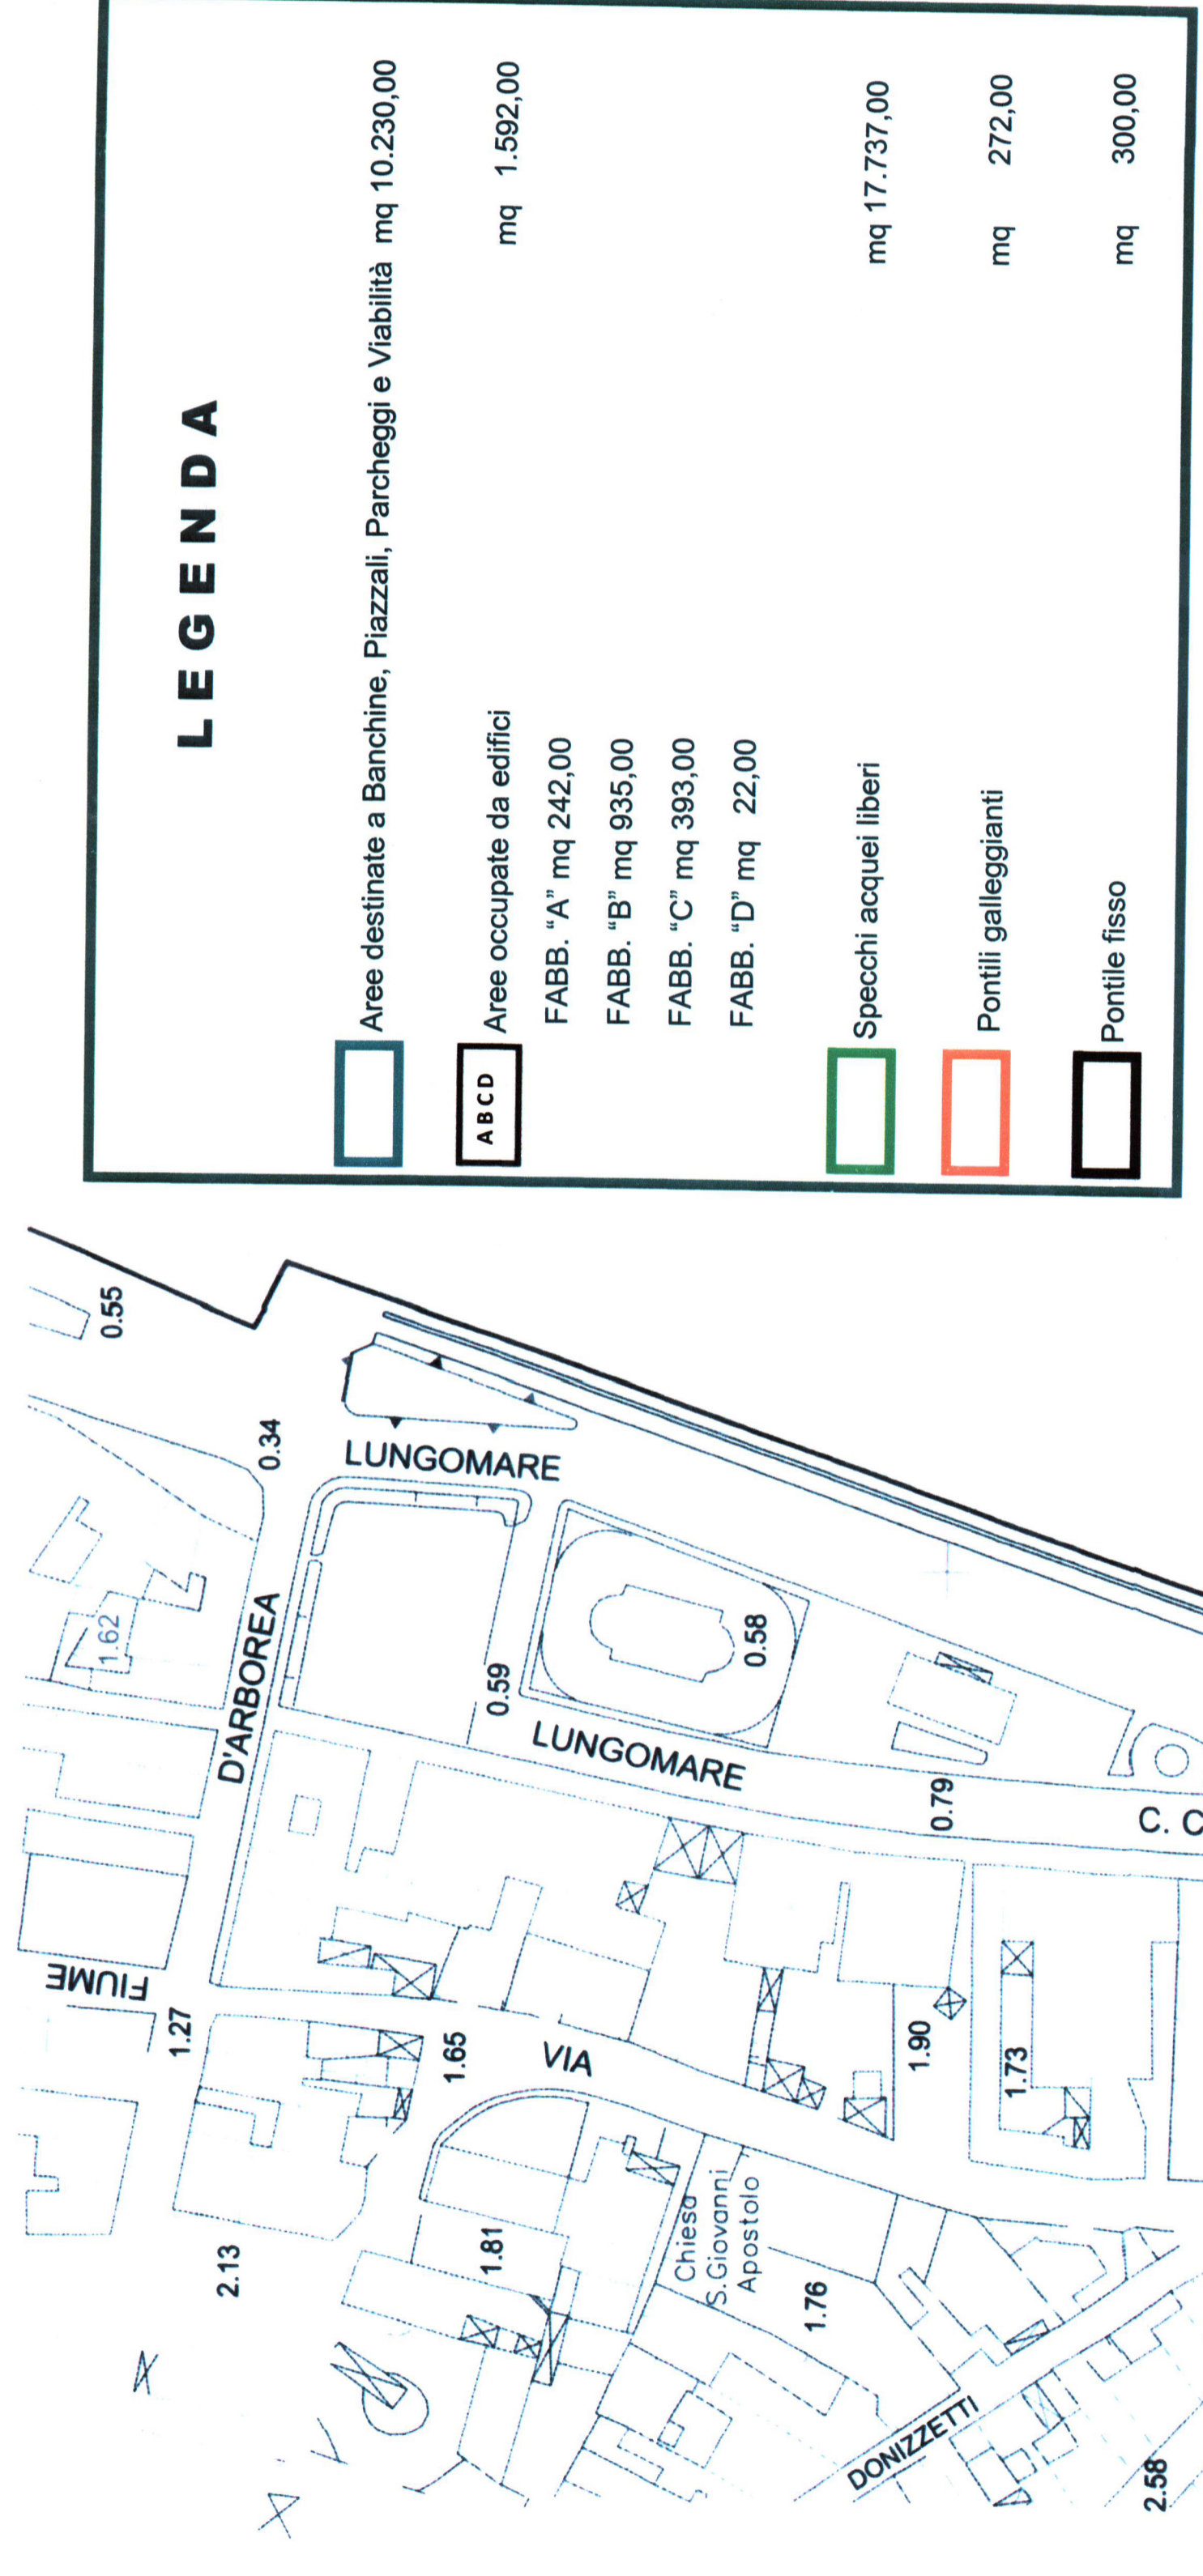 LEGENDA
Aree destinate a Banchine, Piazzali, Parcheggi e Viabilità mq 10.230,00
ABCD Aree occupate da edifici mq 1.592,00
FABB. “A” mq 242,00
FABB. “B” mq 935,00
FABB. “C” mq 393,00
FABB. “D” mq 22,00
Specchi acquei liberi mq 17.737,00
Pontili galleggianti mq 272,00
Pontile fisso mq 300,00
0.55
0.34
LUNGOMARE
1.62
D'ARBOREA
0.59
0.58
LUNGOMARE
0.79
C. C
FIUME
1.27
1.65
VIA
1.90
1.73
2.13
1.81
Chiesa
S.Giovanni
Apostolo
1.76
VIA
DONIZZETTI
2.58